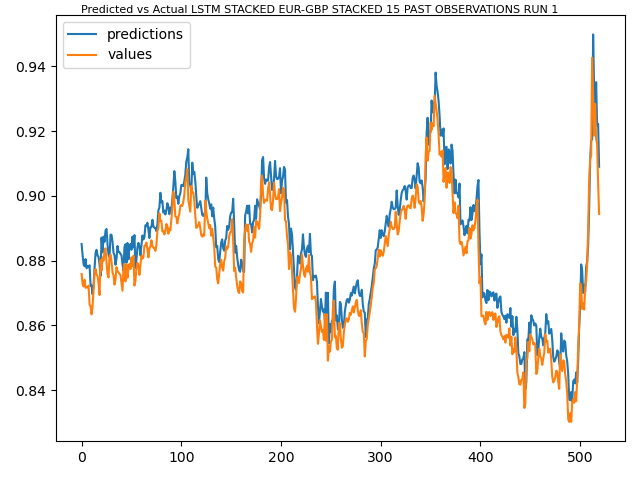 Predicted vs Actual LSTM STACKED EUR-GBP STACKED 15 PAST OBSERVATIONS RUN 1
predictions
values
0.94
0.92
0.90
0.88
0.86
0.84
0 100 200 300 400 500